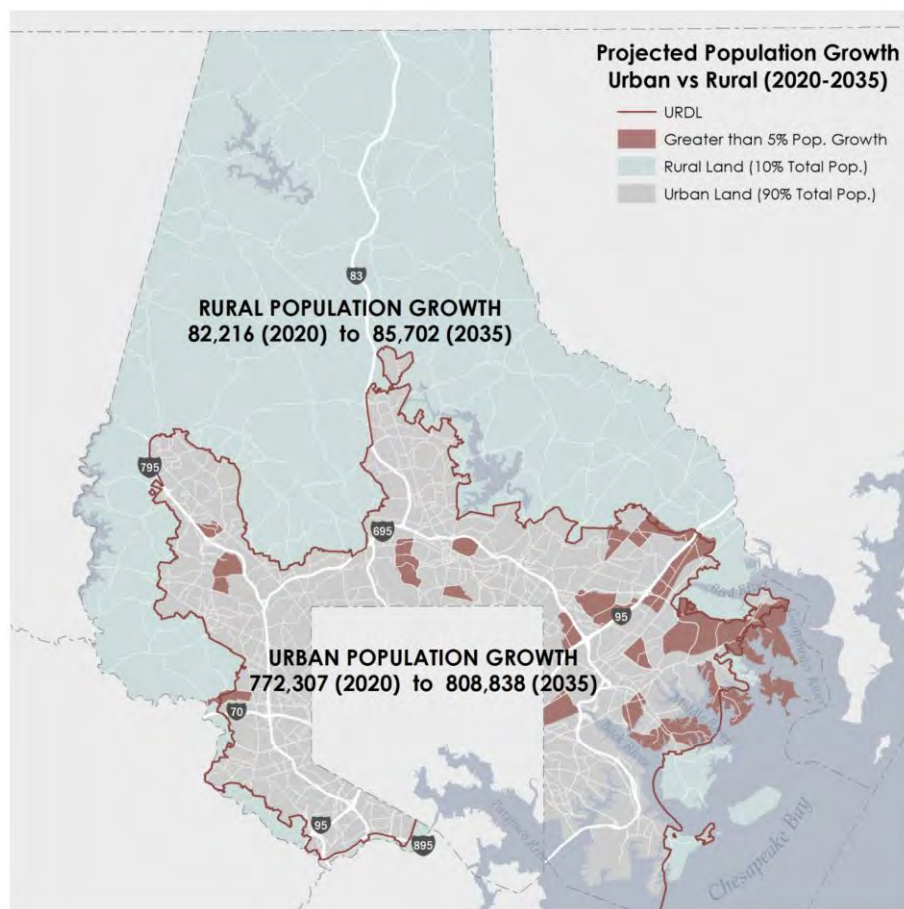 Projected Population Growth
Urban vs Rural (2020-2035)
URDL
Greater than 5% Pop. Growth
Rural Land (10% Total Pop.)
Urban Land (90% Total Pop.)
83
RURAL POPULATION GROWTH
82,216 (2020) to 85,702 (2035)
795
695
95
URBAN POPULATION GROWTH
772,307 (2020) to 808,838 (2035)
70
95
895
Chesapeake Bay